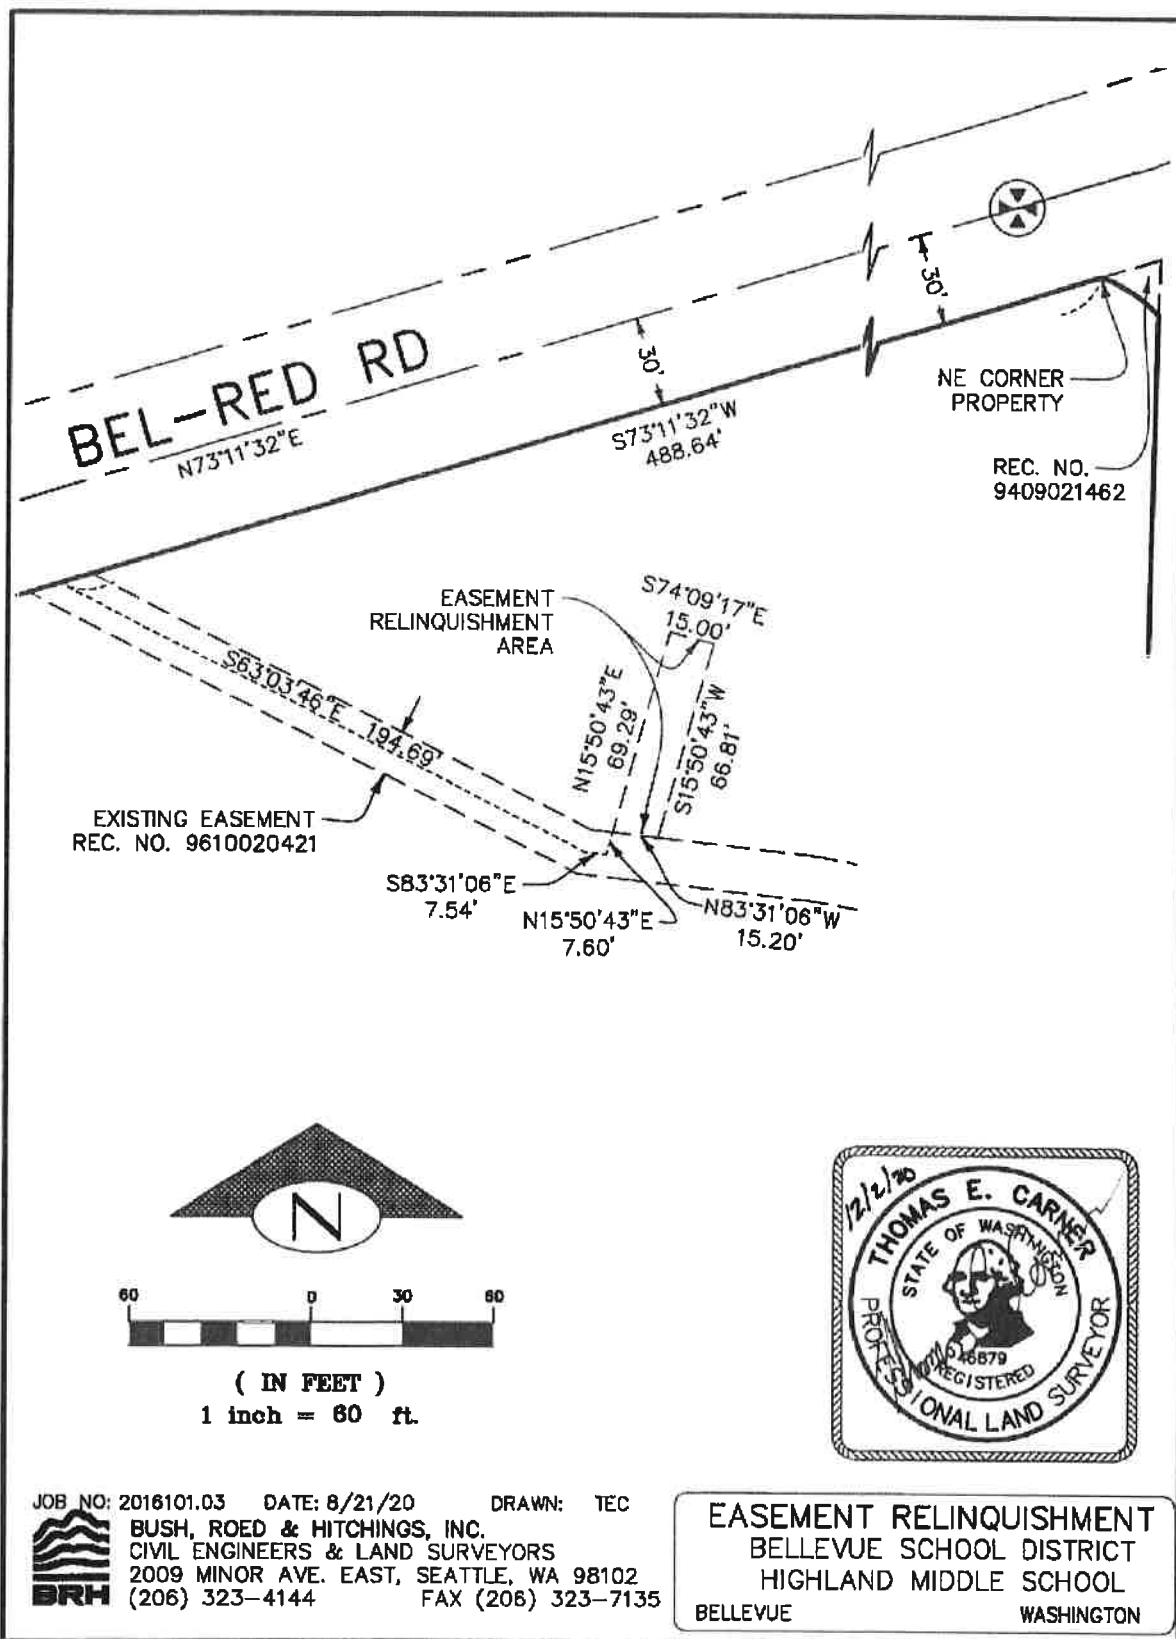 BEL-RED RD
N73°11'32"E
30'
30'
S73°11'32"W
488.64'
NE CORNER
PROPERTY
REC. NO.
9409021462
EASEMENT
RELINQUISHMENT
AREA
S74°09'17"E
15.00'
N15°50'43"E
69.29'
S15°50'43"W
66.81'
S63°03'46"E 194.69'
EXISTING EASEMENT
REC. NO. 9610020421
S83°31'06"E
7.54'
N15°50'43"E
7.60'
N83°31'06"W
15.20'
N
60 0 30 60
( IN FEET )
1 inch = 60 ft.
12/2/20
THOMAS E. CARNER
STATE OF WASHINGTON
46879
REGISTERED
PROFESSIONAL LAND SURVEYOR
JOB NO: 2016101.03 DATE: 8/21/20 DRAWN: TEC
BUSH, ROED & HITCHINGS, INC.
CIVIL ENGINEERS & LAND SURVEYORS
2009 MINOR AVE. EAST, SEATTLE, WA 98102
BRH (206) 323-4144 FAX (206) 323-7135
EASEMENT RELINQUISHMENT
BELLEVUE SCHOOL DISTRICT
HIGHLAND MIDDLE SCHOOL
BELLEVUE WASHINGTON